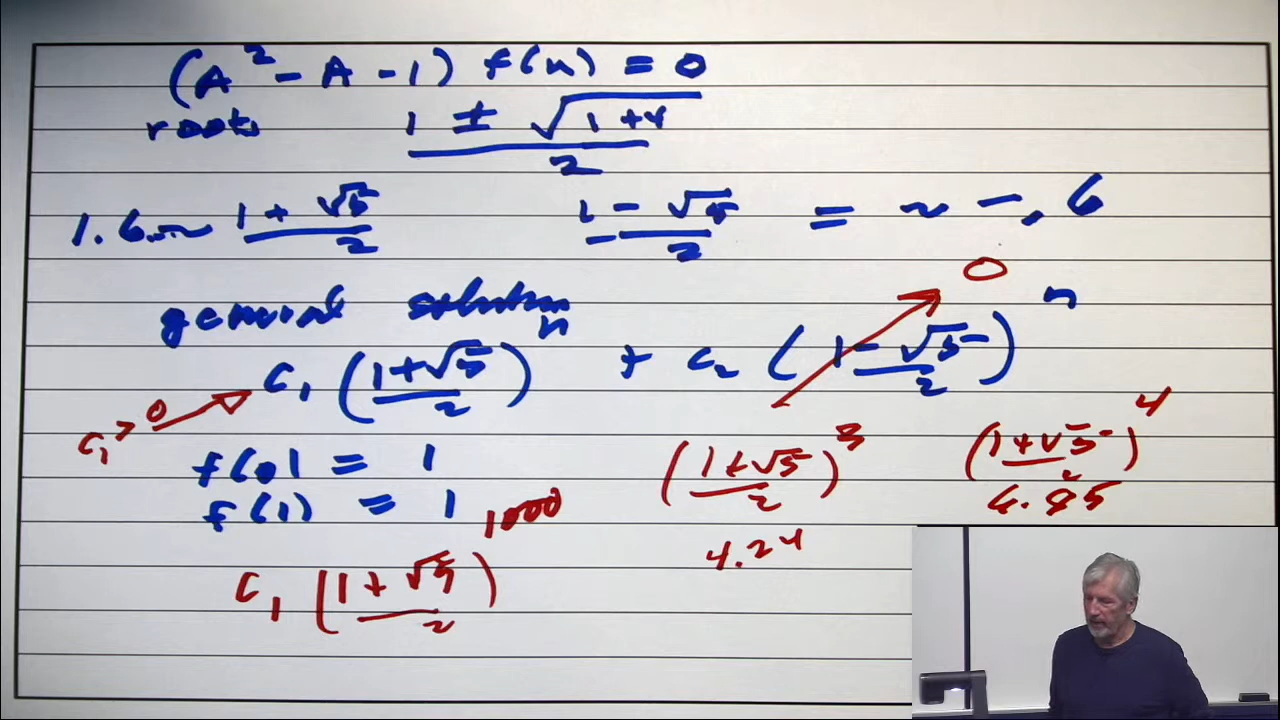 (A² - A - 1) f(n) = 0
roots 1 ± √(1+4) / 2
1.6 ~ (1 + √5)/2   (1 - √5)/2 = ~ -.6
0
general solution
c₁ ((1+√5)/2)ⁿ + c₂ ((1-√5)/2)ⁿ
c₁ > 0
f(0) = 1   ((1+√5)/2)³   ((1+√5)/2)⁴
f(1) = 1
4.24
c₁ ((1+√5)/2)¹⁰⁰⁰